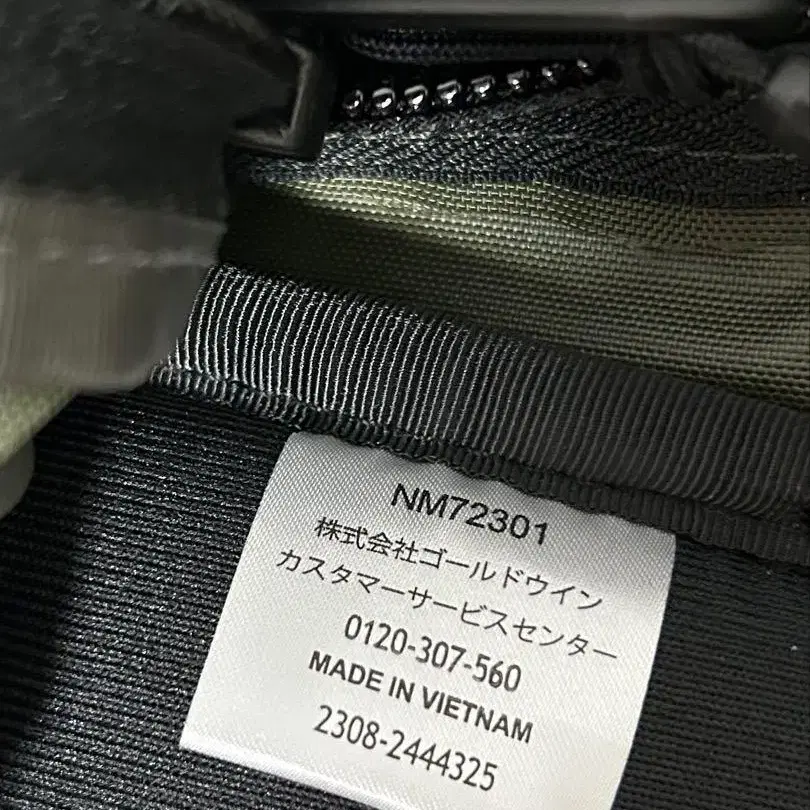 NM72301
株式会社ゴールドウイン
カスタマーサービスセンター
0120-307-560
MADE IN VIETNAM
2308-2444325